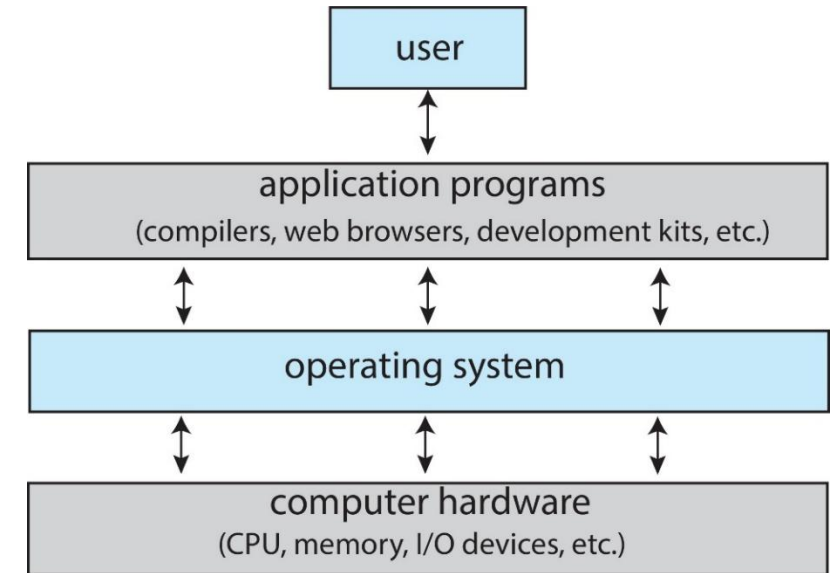 user
application programs
(compilers, web browsers, development kits, etc.)
operating system
computer hardware
(CPU, memory, I/O devices, etc.)